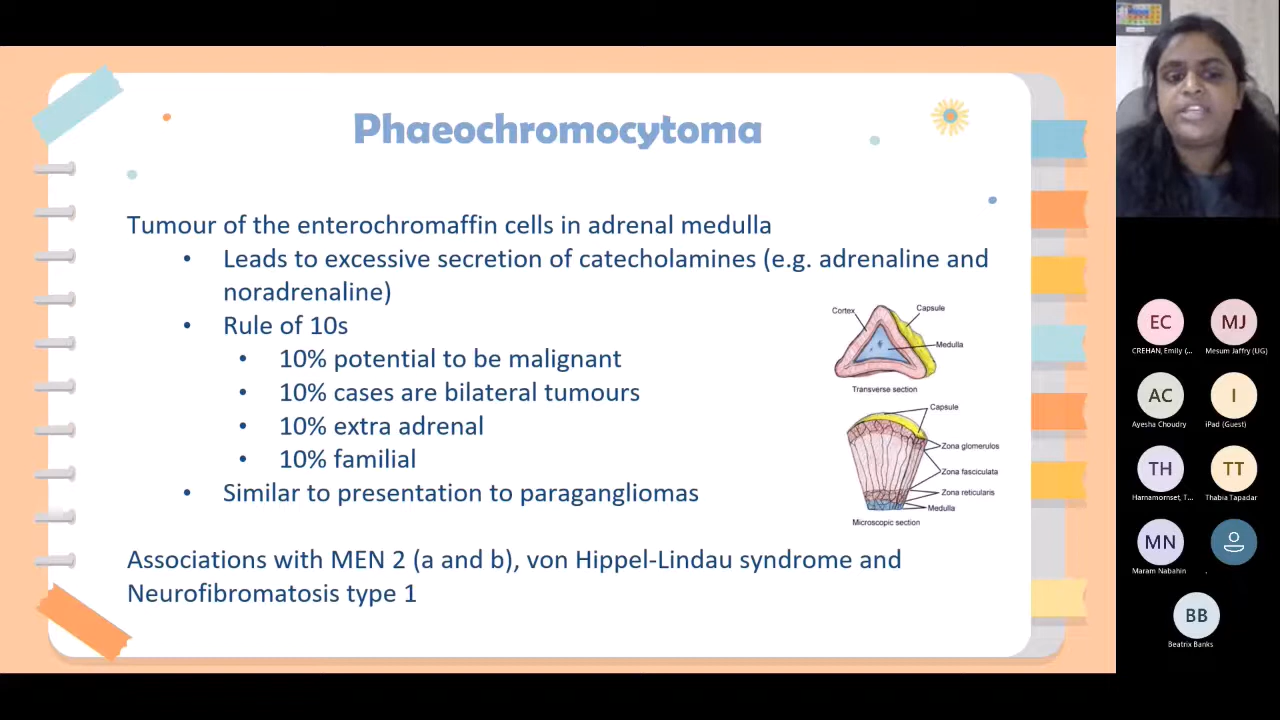 Phaeochromocytoma
Tumour of the enterochromaffin cells in adrenal medulla
• Leads to excessive secretion of catecholamines (e.g. adrenaline and
noradrenaline)
• Rule of 10s
• 10% potential to be malignant
• 10% cases are bilateral tumours
• 10% extra adrenal
• 10% familial
• Similar to presentation to paragangliomas
Associations with MEN 2 (a and b), von Hippel-Lindau syndrome and
Neurofibromatosis type 1
Cortex
Capsule
Medulla
Transverse section
Capsule
Zona glomerulos
Zona fasciculata
Zona reticularis
Medulla
Microscopic section
EC
CREHAN, Emily (...
MJ
Mesum Jaffry (UG)
AC
Ayesha Choudry
I
iPad (Guest)
TH
Harnamornset, T...
TT
Thabia Tapadar
MN
Maram Nabahin
.
BB
Beatrix Banks